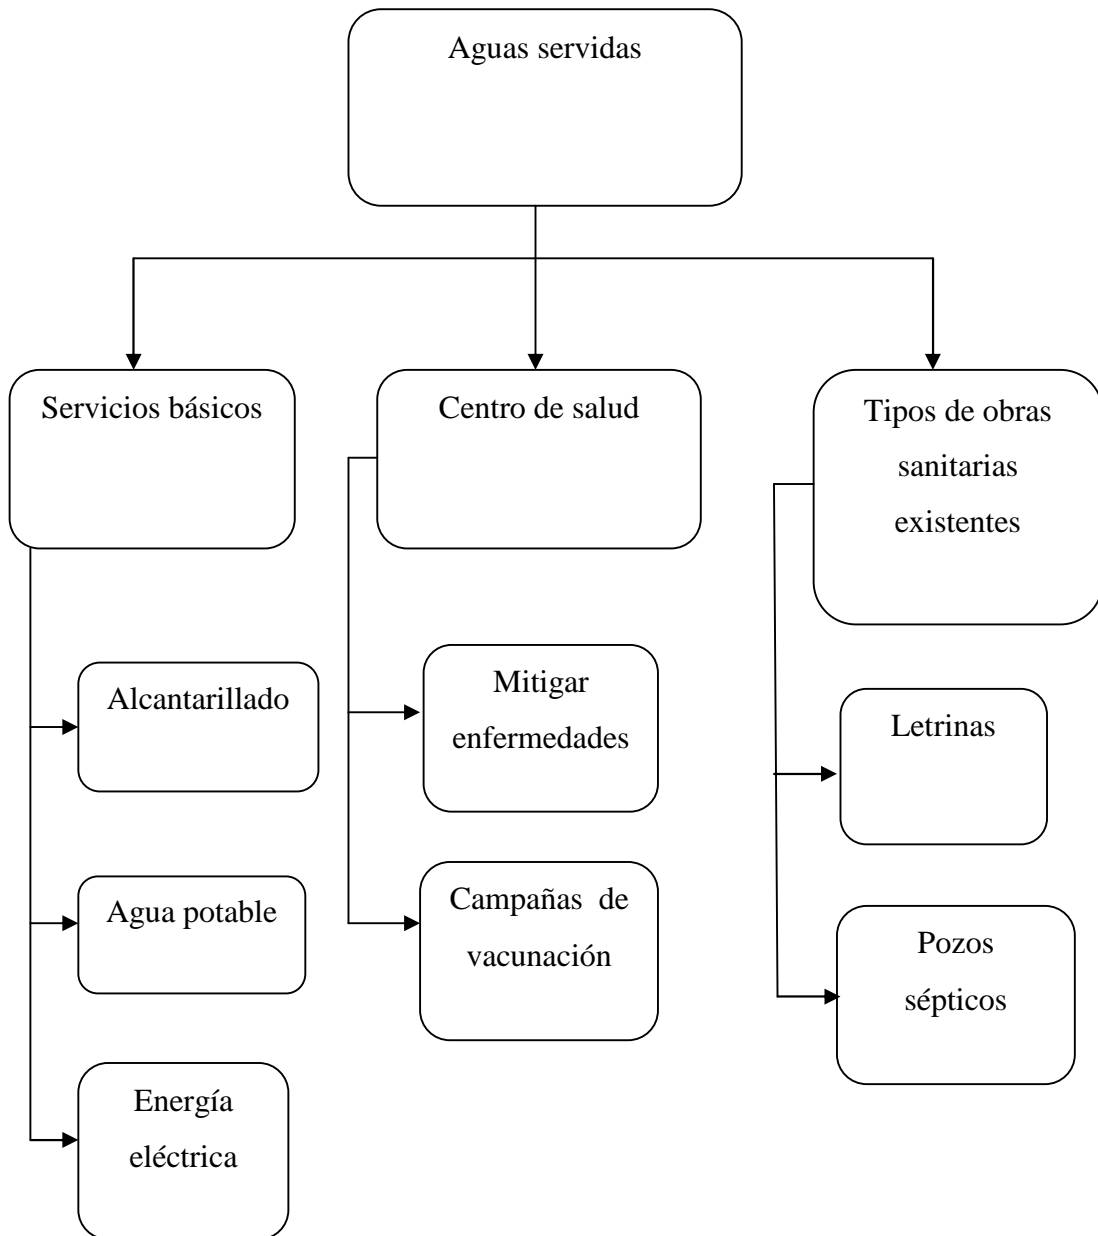 Aguas servidas
Servicios básicos
Centro de salud
Tipos de obras
sanitarias
existentes
Alcantarillado
Agua potable
Energía
eléctrica
Mitigar
enfermedades
Campañas de
vacunación
Letrinas
Pozos
sépticos